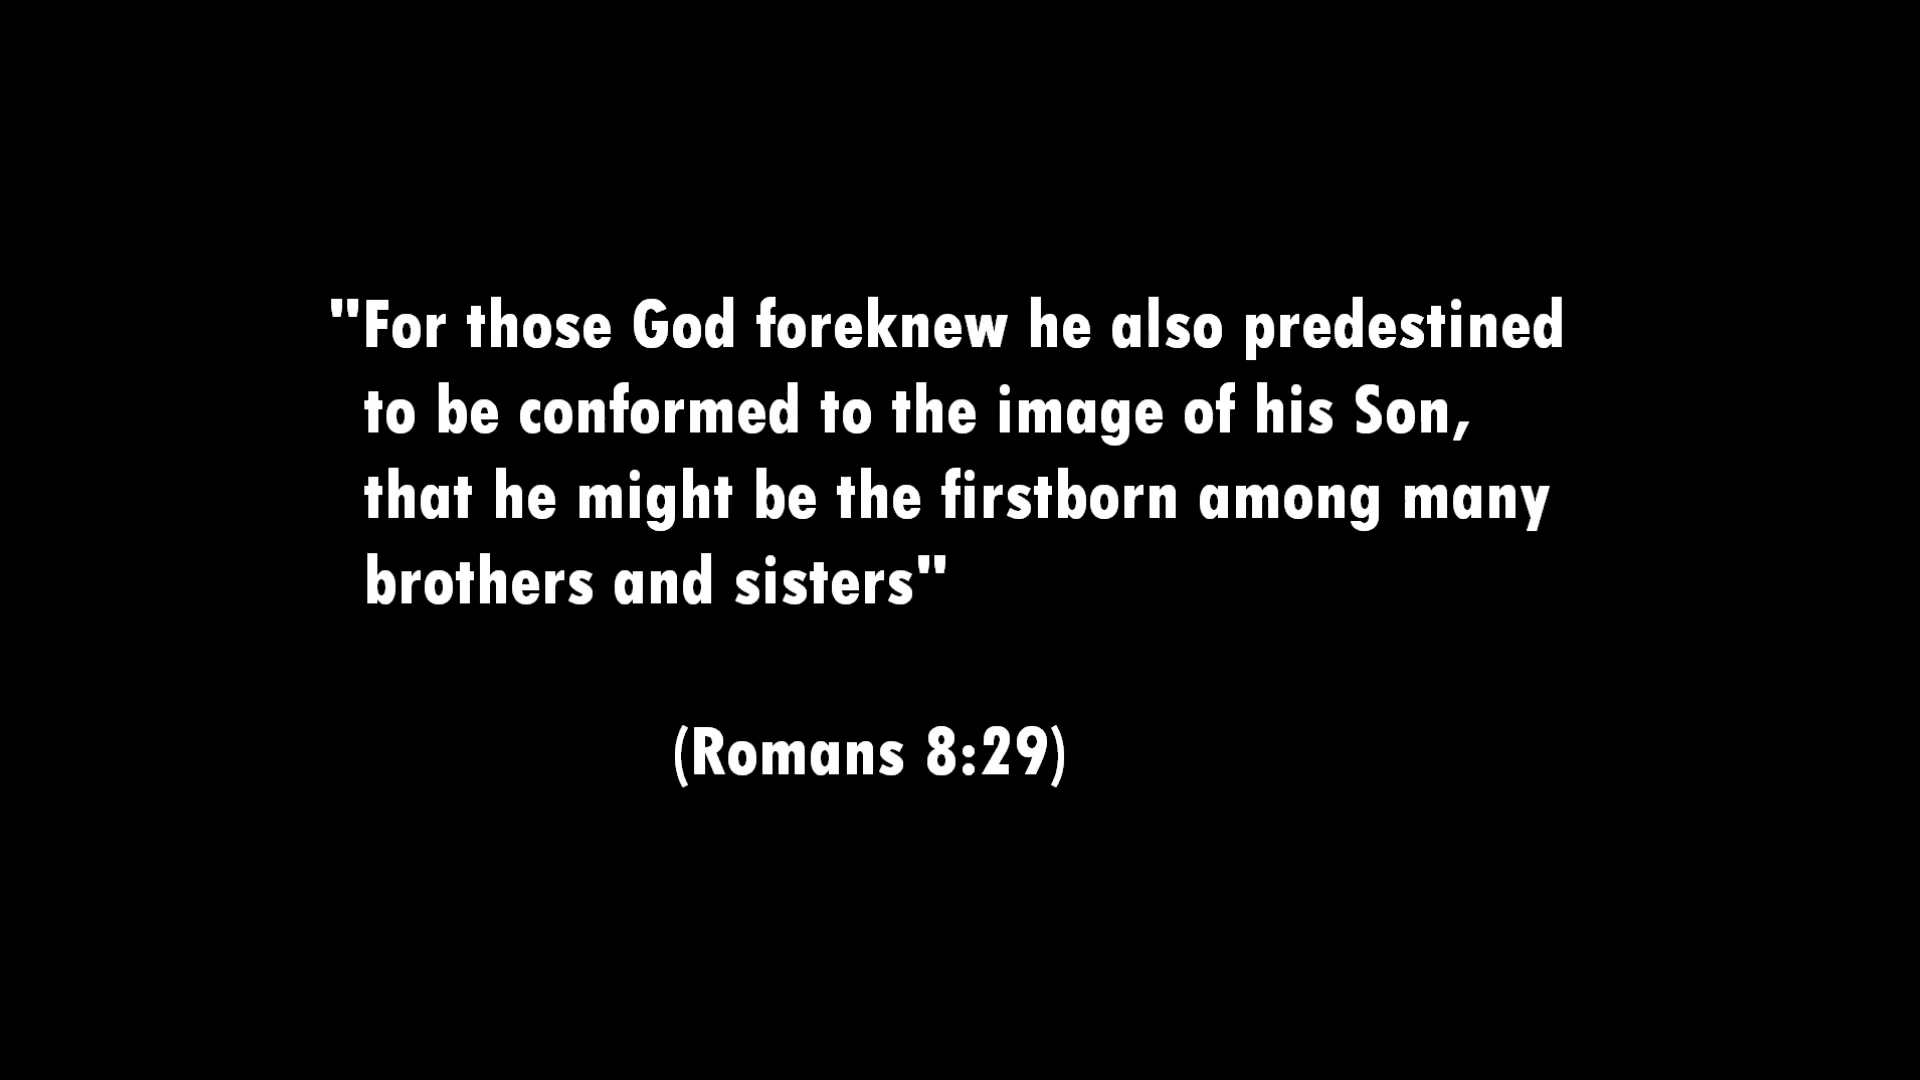 "For those God foreknew he also predestined
to be conformed to the image of his Son,
that he might be the firstborn among many
brothers and sisters"
(Romans 8:29)